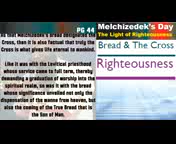 PG 44
is that Melchizedek's Bread designates the
Cross, then it is also factual that truly the
Cross is what gives life eternal to mankind.
Like it was with the Levitical priesthood
whose service came to full term, thereby
demanding a graduation of worship into the
spiritual realm, so was it with the bread
whose significance unveiled not only the
dispensation of the manna from heaven, but
also the coming of the True Bread that is
the Son of Man.
Melchizedek's Day
The Light of Righteousness
Bread & The Cross
Righteousness